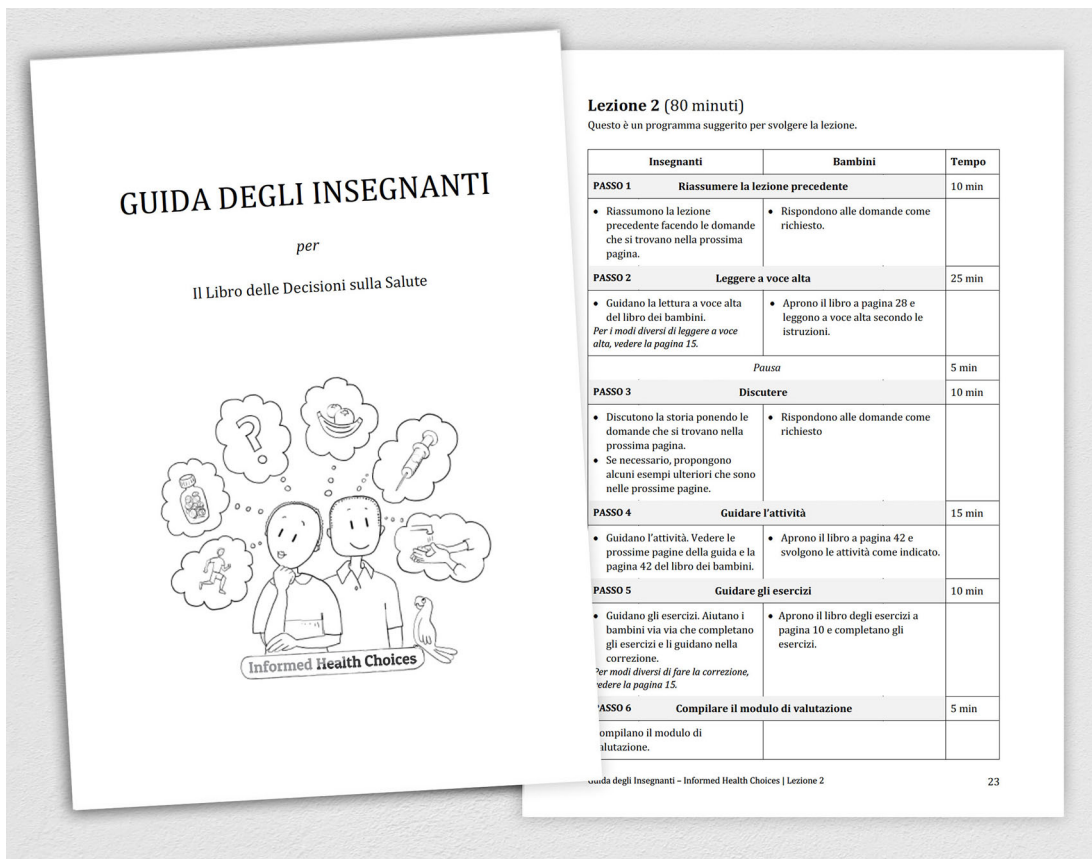 GUIDA DEGLI INSEGNANTI
per
Il Libro delle Decisioni sulla Salute
?
Informed Health Choices
Lezione 2 (80 minuti)
Questo è un programma suggerito per svolgere la lezione.
Insegnanti Bambini Tempo
PASSO 1 Riassumere la lezione precedente 10 min
• Riassumono la lezione
precedente facendo le domande
che si trovano nella prossima
pagina.
• Rispondono alle domande come
richiesto.
PASSO 2 Leggere a voce alta 25 min
• Guidano la lettura a voce alta
del libro dei bambini.
Per i modi diversi di leggere a voce
alta, vedere la pagina 15.
• Aprono il libro a pagina 28 e
leggono a voce alta secondo le
istruzioni.
Pausa 5 min
PASSO 3 Discutere 10 min
• Discutono la storia ponendo le
domande che si trovano nella
prossima pagina.
• Se necessario, propongono
alcuni esempi ulteriori che sono
nelle prossime pagine.
• Rispondono alle domande come
richiesto
PASSO 4 Guidare l'attività 15 min
• Guidano l'attività. Vedere le
prossime pagine della guida e la
pagina 42 del libro dei bambini.
• Aprono il libro a pagina 42 e
svolgono le attività come indicato.
PASSO 5 Guidare gli esercizi 10 min
• Guidano gli esercizi. Aiutano i
bambini via via che completano
gli esercizi e li guidano nella
correzione.
Per modi diversi di fare la correzione,
vedere la pagina 15.
• Aprono il libro degli esercizi a
pagina 10 e completano gli
esercizi.
PASSO 6 Compilare il modulo di valutazione 5 min
ompilano il modulo di
alutazione.
Guida degli Insegnanti – Informed Health Choices | Lezione 2 23